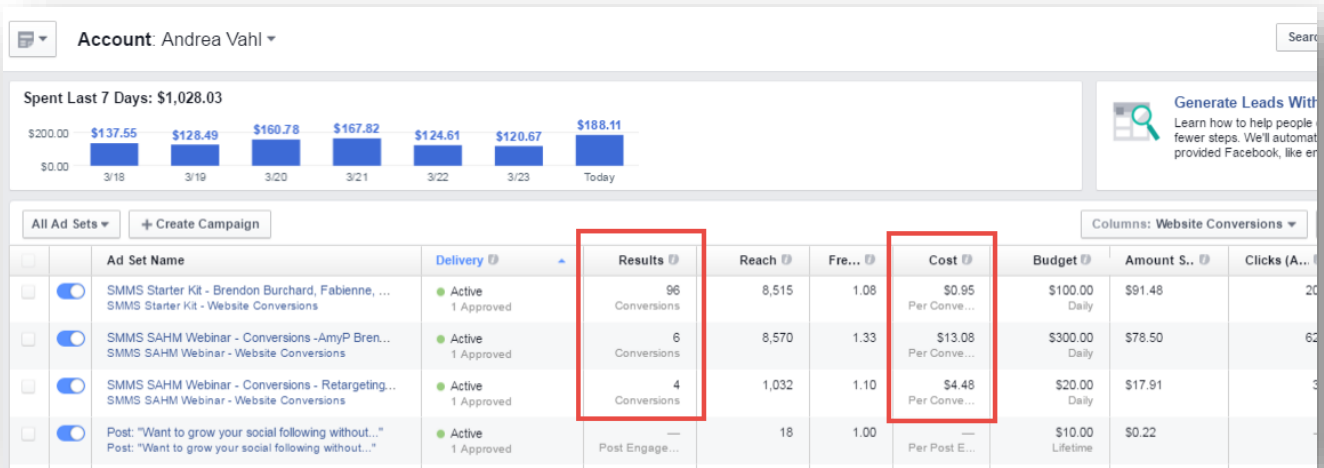 Account: Andrea Vahl
Spent Last 7 Days: $1,028.03
$200.00
$0.00
$137.55 $128.49 $160.78 $167.82 $124.61 $120.67 $188.11
3/18 3/19 3/20 3/21 3/22 3/23 Today
Generate Leads With
Learn how to help people
fewer steps. We'll automat
provided Facebook, like
All Ad Sets + Create Campaign Columns: Website Conversions
Ad Set Name Delivery Results Reach Fre... Cost Budget Amount S.. Clicks (A...
SMMS Starter Kit - Brendon Burchard, Fabienne, ... Active 96 8,515 1.08 $0.95 $100.00 $91.48
SMMS Starter Kit - Website Conversions 1 Approved Conversions Per Conve... Daily
SMMS SAHM Webinar - Conversions -AmyP Bren... Active 6 8,570 1.33 $13.08 $300.00 $78.50
SMMS SAHM Webinar - Website Conversions 1 Approved Conversions Per Conve... Daily
SMMS SAHM Webinar - Conversions - Retargeting... Active 4 1,032 1.10 $4.48 $20.00 $17.91
SMMS SAHM Webinar - Website Conversions 1 Approved Conversions Per Conve... Daily
Post: "Want to grow your social following without..." Active — 18 1.00 — $10.00 $0.22
Post: "Want to grow your social following without..." 1 Approved Post Engage... Per Post E... Lifetime